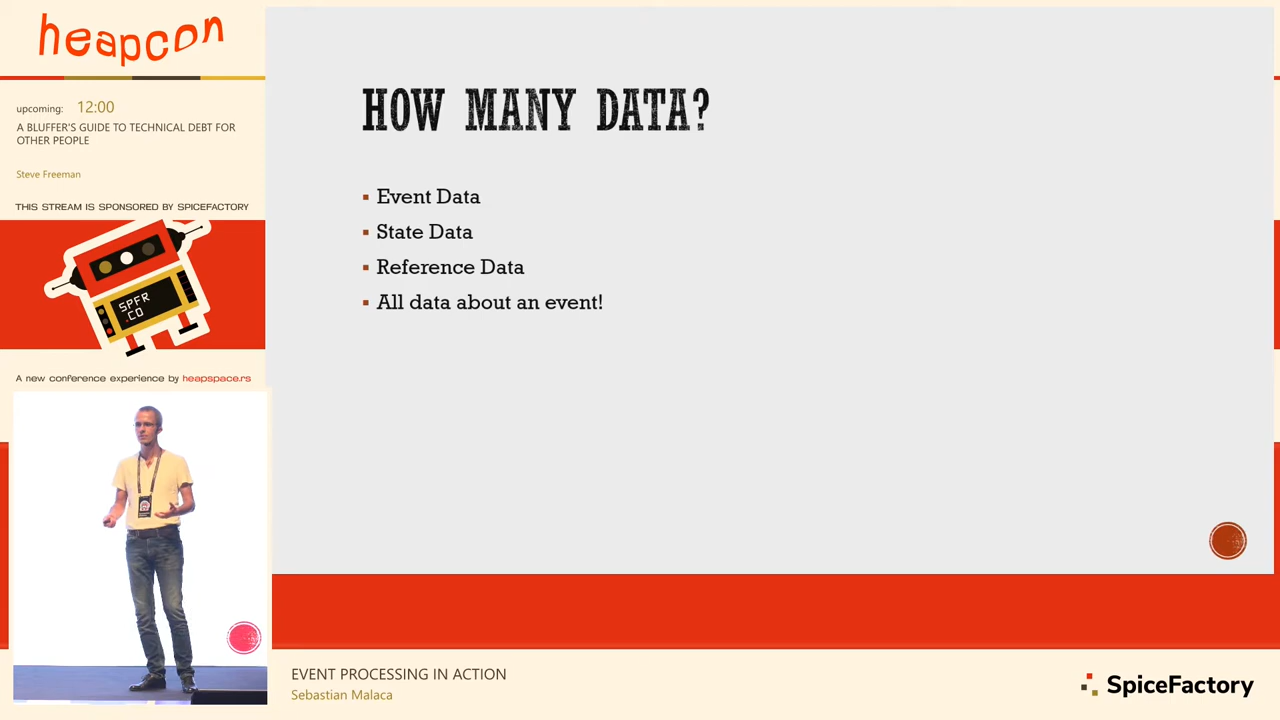 heapcon
upcoming: 12:00
A BLUFFER'S GUIDE TO TECHNICAL DEBT FOR
OTHER PEOPLE
Steve Freeman
THIS STREAM IS SPONSORED BY SPICEFACTORY
SPFR
.CO
A new conference experience by heapspace.rs
HOW MANY DATA?
Event Data
State Data
Reference Data
All data about an event!
EVENT PROCESSING IN ACTION
Sebastian Malaca
SpiceFactory